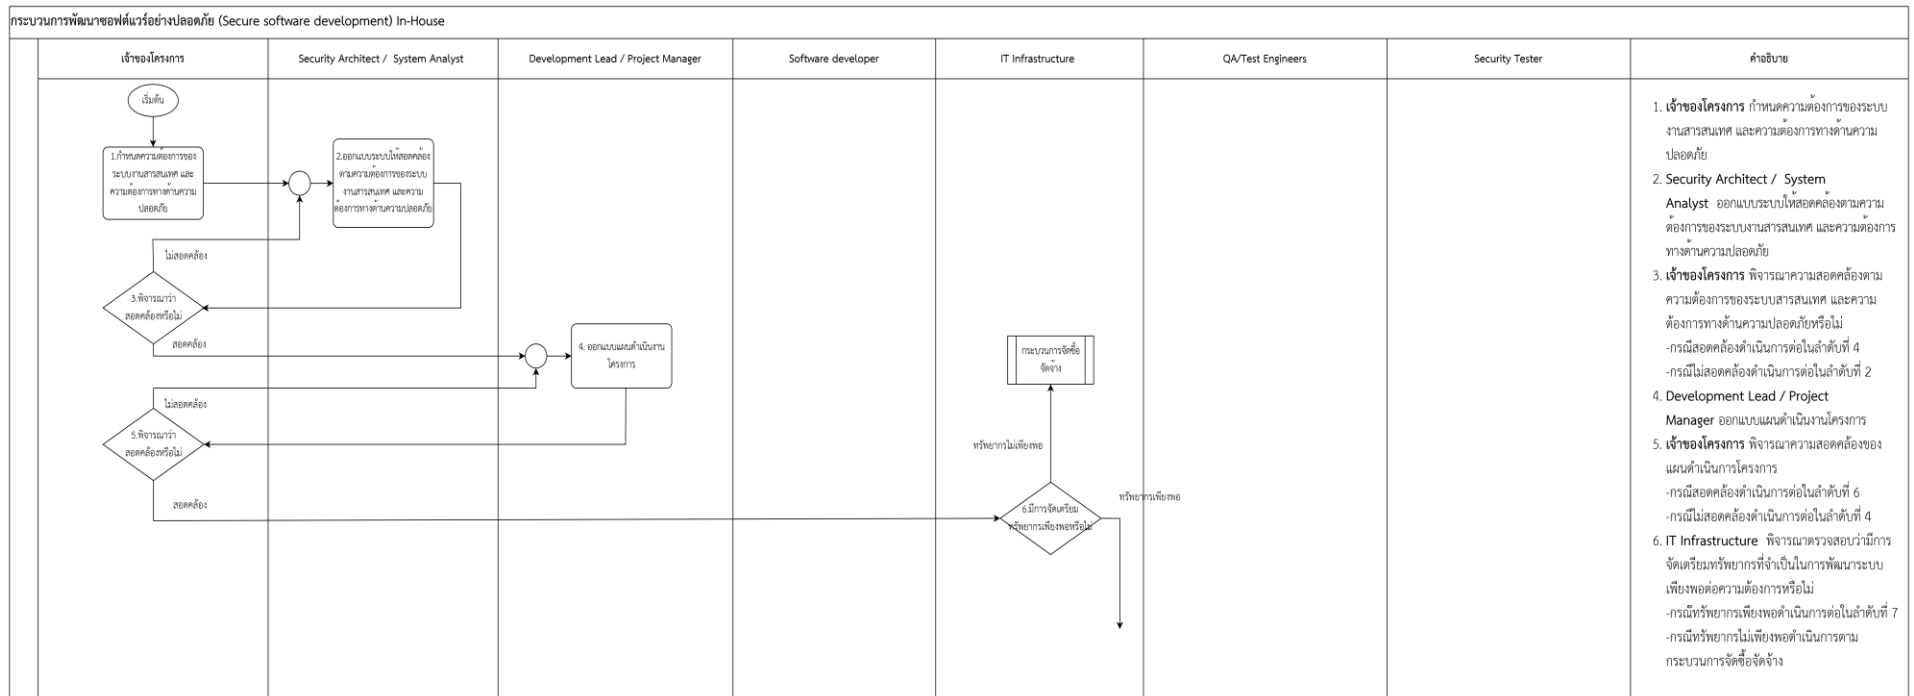 กระบวนการพัฒนาซอฟต์แวร์อย่างปลอดภัย (Secure software development) In-House
เจ้าของโครงการ
Security Architect / System Analyst
Development Lead / Project Manager
Software developer
IT Infrastructure
QA/Test Engineers
Security Tester
คำอธิบาย
เริ่มต้น
1.กำหนดความต้องการของ
ระบบงานสารสนเทศ และ
ความต้องการทางด้านความ
ปลอดภัย
2.ออกแบบระบบให้สอดคล้อง
ตามความต้องการของระบบ
งานสารสนเทศ และความ
ต้องการทางด้านความปลอดภัย
ไม่สอดคล้อง
3.พิจารณาว่า
สอดคล้องหรือไม่
สอดคล้อง
4. ออกแบบแผนดำเนินงาน
โครงการ
ไม่สอดคล้อง
5.พิจารณาว่า
สอดคล้องหรือไม่
สอดคล้อง
กระบวนการจัดซื้อ
จัดจ้าง
ทรัพยากรไม่เพียงพอ
ทรัพยากรเพียงพอ
6.มีการจัดเตรียม
ทรัพยากรเพียงพอหรือไม่
1. เจ้าของโครงการ กำหนดความต้องการของระบบ
งานสารสนเทศ และความต้องการทางด้านความ
ปลอดภัย
2. Security Architect / System
Analyst ออกแบบระบบให้สอดคล้องตามความ
ต้องการของระบบงานสารสนเทศ และความต้องการ
ทางด้านความปลอดภัย
3. เจ้าของโครงการ พิจารณาความสอดคล้องตาม
ความต้องการของระบบสารสนเทศ และความ
ต้องการทางด้านความปลอดภัยหรือไม่
-กรณีสอดคล้องดำเนินการต่อในลำดับที่ 4
-กรณีไม่สอดคล้องดำเนินการต่อในลำดับที่ 2
4. Development Lead / Project
Manager ออกแบบแผนดำเนินงานโครงการ
5. เจ้าของโครงการ พิจารณาความสอดคล้องของ
แผนดำเนินการโครงการ
-กรณีสอดคล้องดำเนินการต่อในลำดับที่ 6
-กรณีไม่สอดคล้องดำเนินการต่อในลำดับที่ 4
6. IT Infrastructure พิจารณาตรวจสอบว่ามีการ
จัดเตรียมทรัพยากรที่จำเป็นในการพัฒนาระบบ
เพียงพอต่อความต้องการหรือไม่
-กรณีทรัพยากรเพียงพอดำเนินการต่อในลำดับที่ 7
-กรณีทรัพยากรไม่เพียงพอดำเนินการตาม
กระบวนการจัดซื้อจัดจ้าง